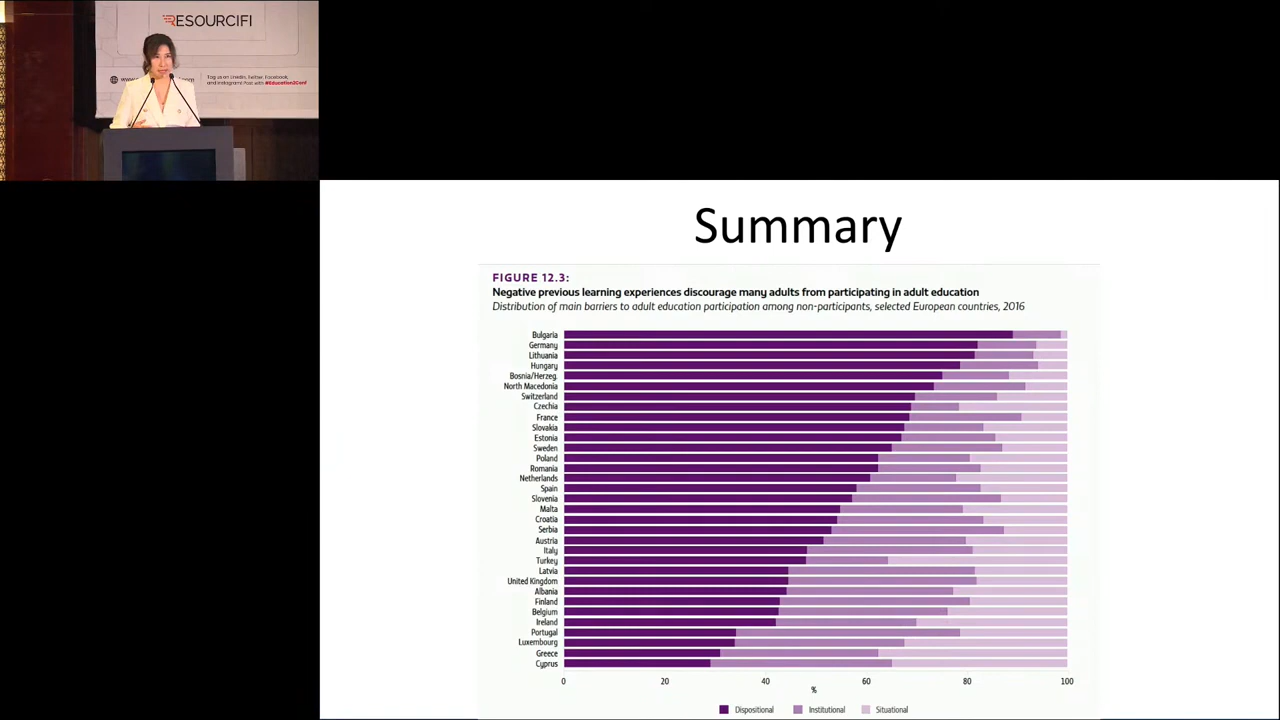 RESOURCIFI
Tag us on LinkedIn, Twitter, Facebook,
and Instagram! Post with #Education2Conf
Summary
FIGURE 12.3:
Negative previous learning experiences discourage many adults from participating in adult education
Distribution of main barriers to adult education participation among non-participants, selected European countries, 2016
Bulgaria
Germany
Lithuania
Hungary
Bosnia/Herzeg.
North Macedonia
Switzerland
Czechia
France
Slovakia
Estonia
Sweden
Poland
Romania
Netherlands
Spain
Slovenia
Malta
Croatia
Serbia
Austria
Italy
Turkey
Latvia
United Kingdom
Albania
Finland
Belgium
Ireland
Portugal
Luxembourg
Greece
Cyprus
0 20 40 60 80 100
%
Dispositional Institutional Situational